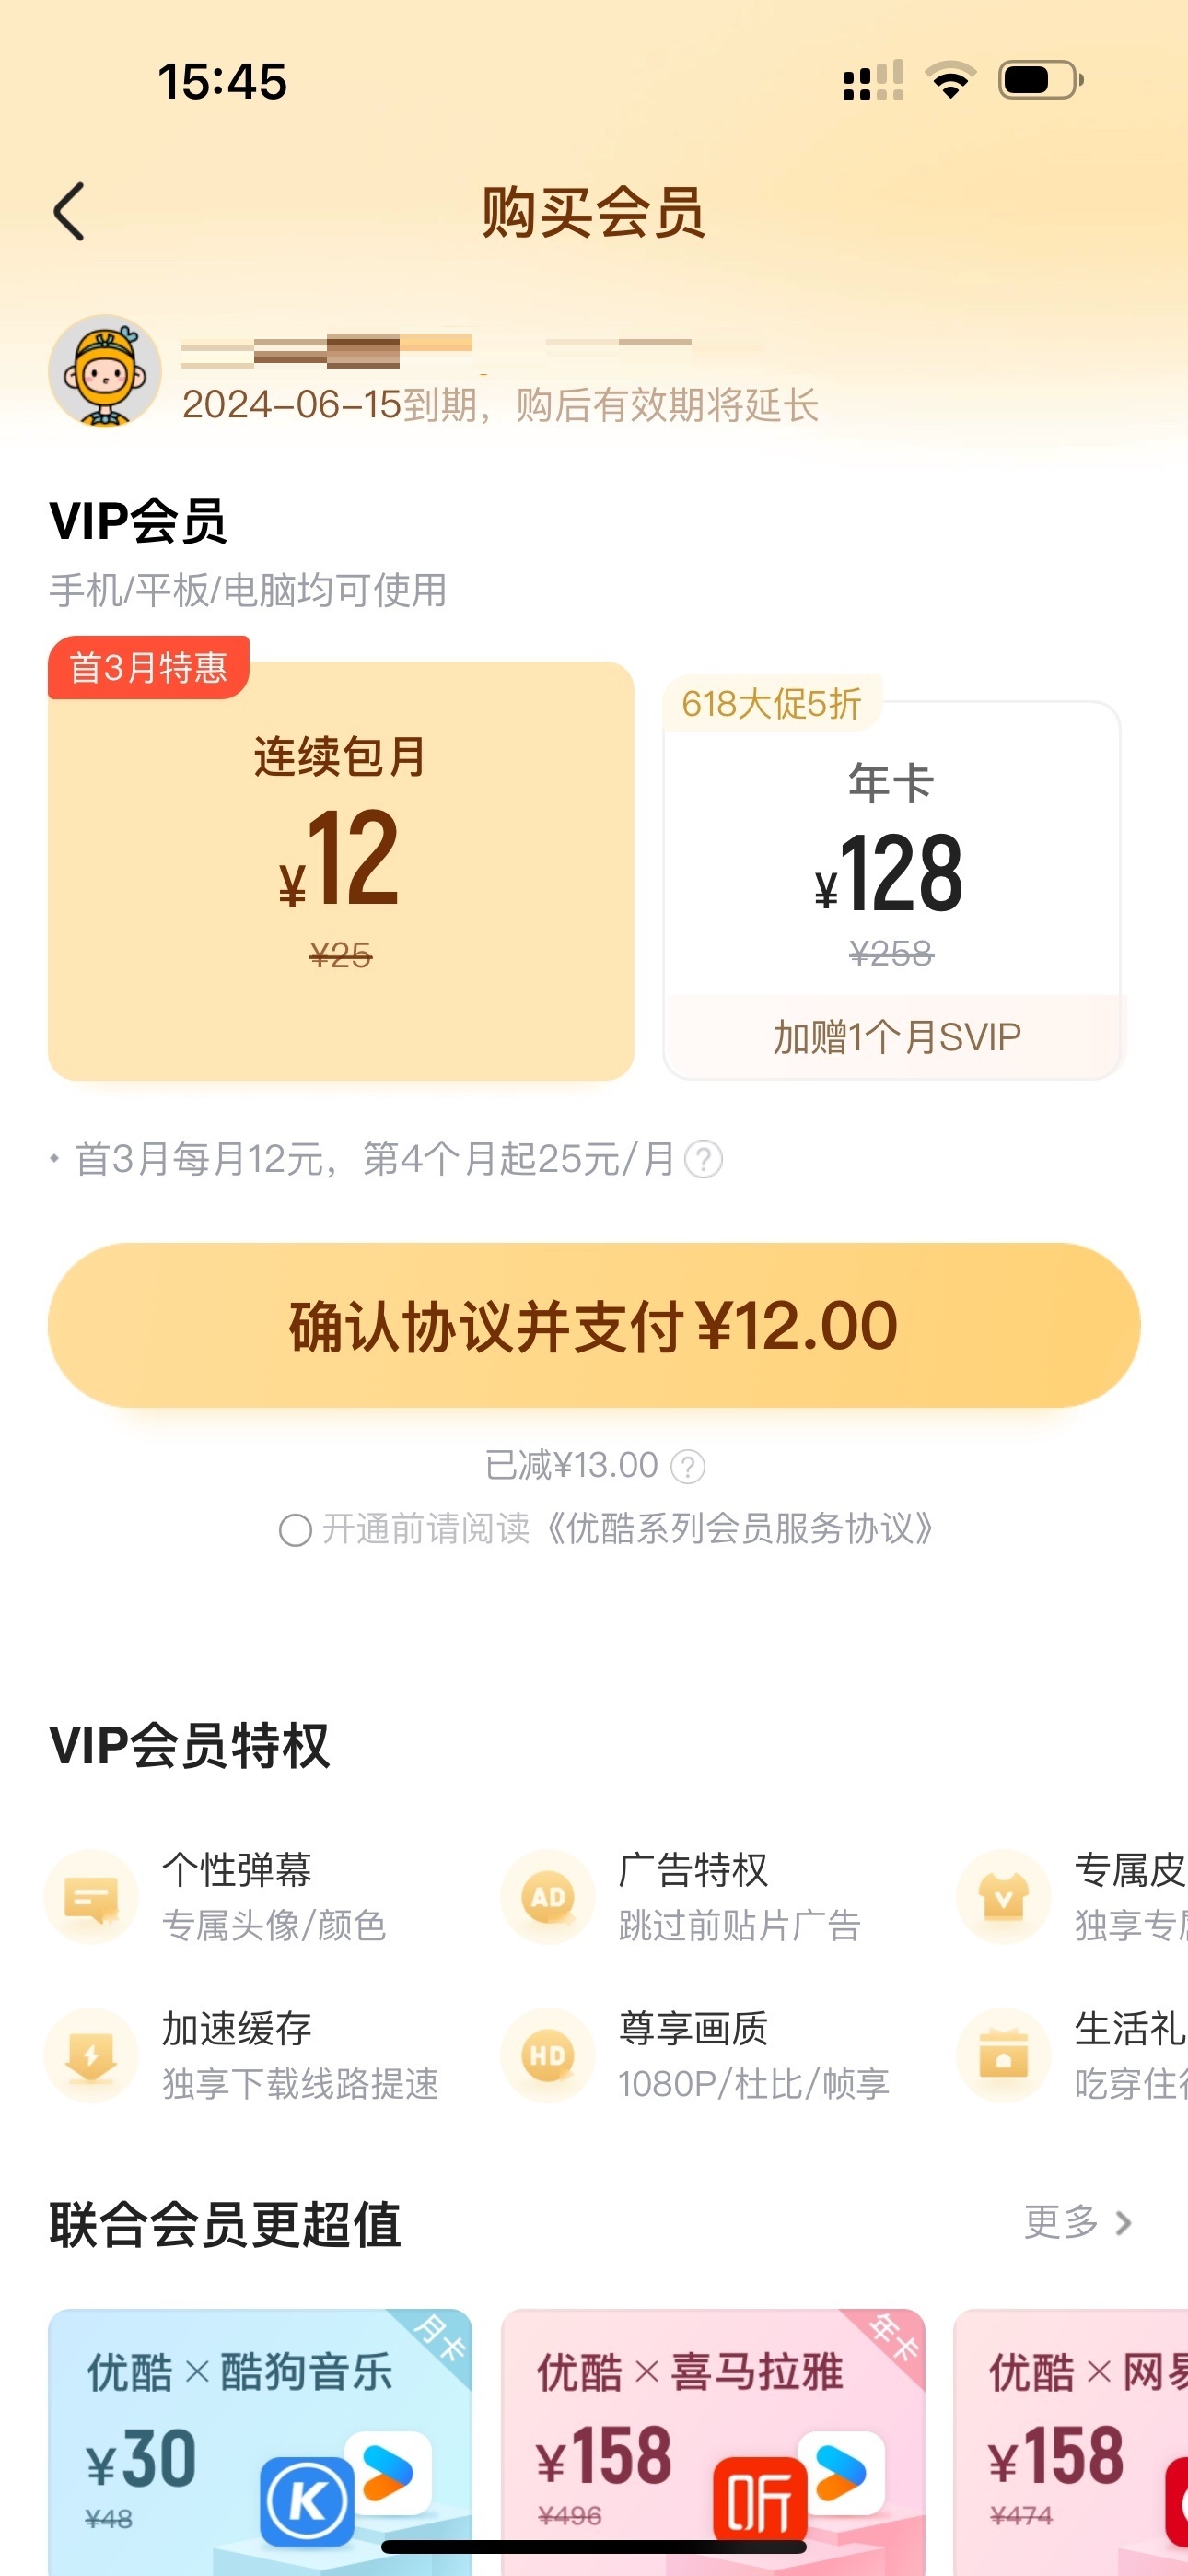 15:45
购买会员
2024-06-15到期，购后有效期将延长
VIP会员
手机/平板/电脑均可使用
首3月特惠
连续包月
¥12
¥25
618大促5折
年卡
¥128
¥258
加赠1个月SVIP
首3月每月12元，第4个月起25元/月?
确认协议并支付¥12.00
已减¥13.00 ?
开通前请阅读《优酷系列会员服务协议》
VIP会员特权
个性弹幕
专属头像/颜色
AD
广告特权
跳过前贴片广告
专属皮
独享专
加速缓存
独享下载线路提速
HD
尊享画质
1080P/杜比/帧享
生活礼
吃穿住
联合会员更超值
更多
月卡
优酷×酷狗音乐
¥30
¥48
K
年卡
优酷×喜马拉雅
¥158
¥496
听
优酷×网
¥158
¥474